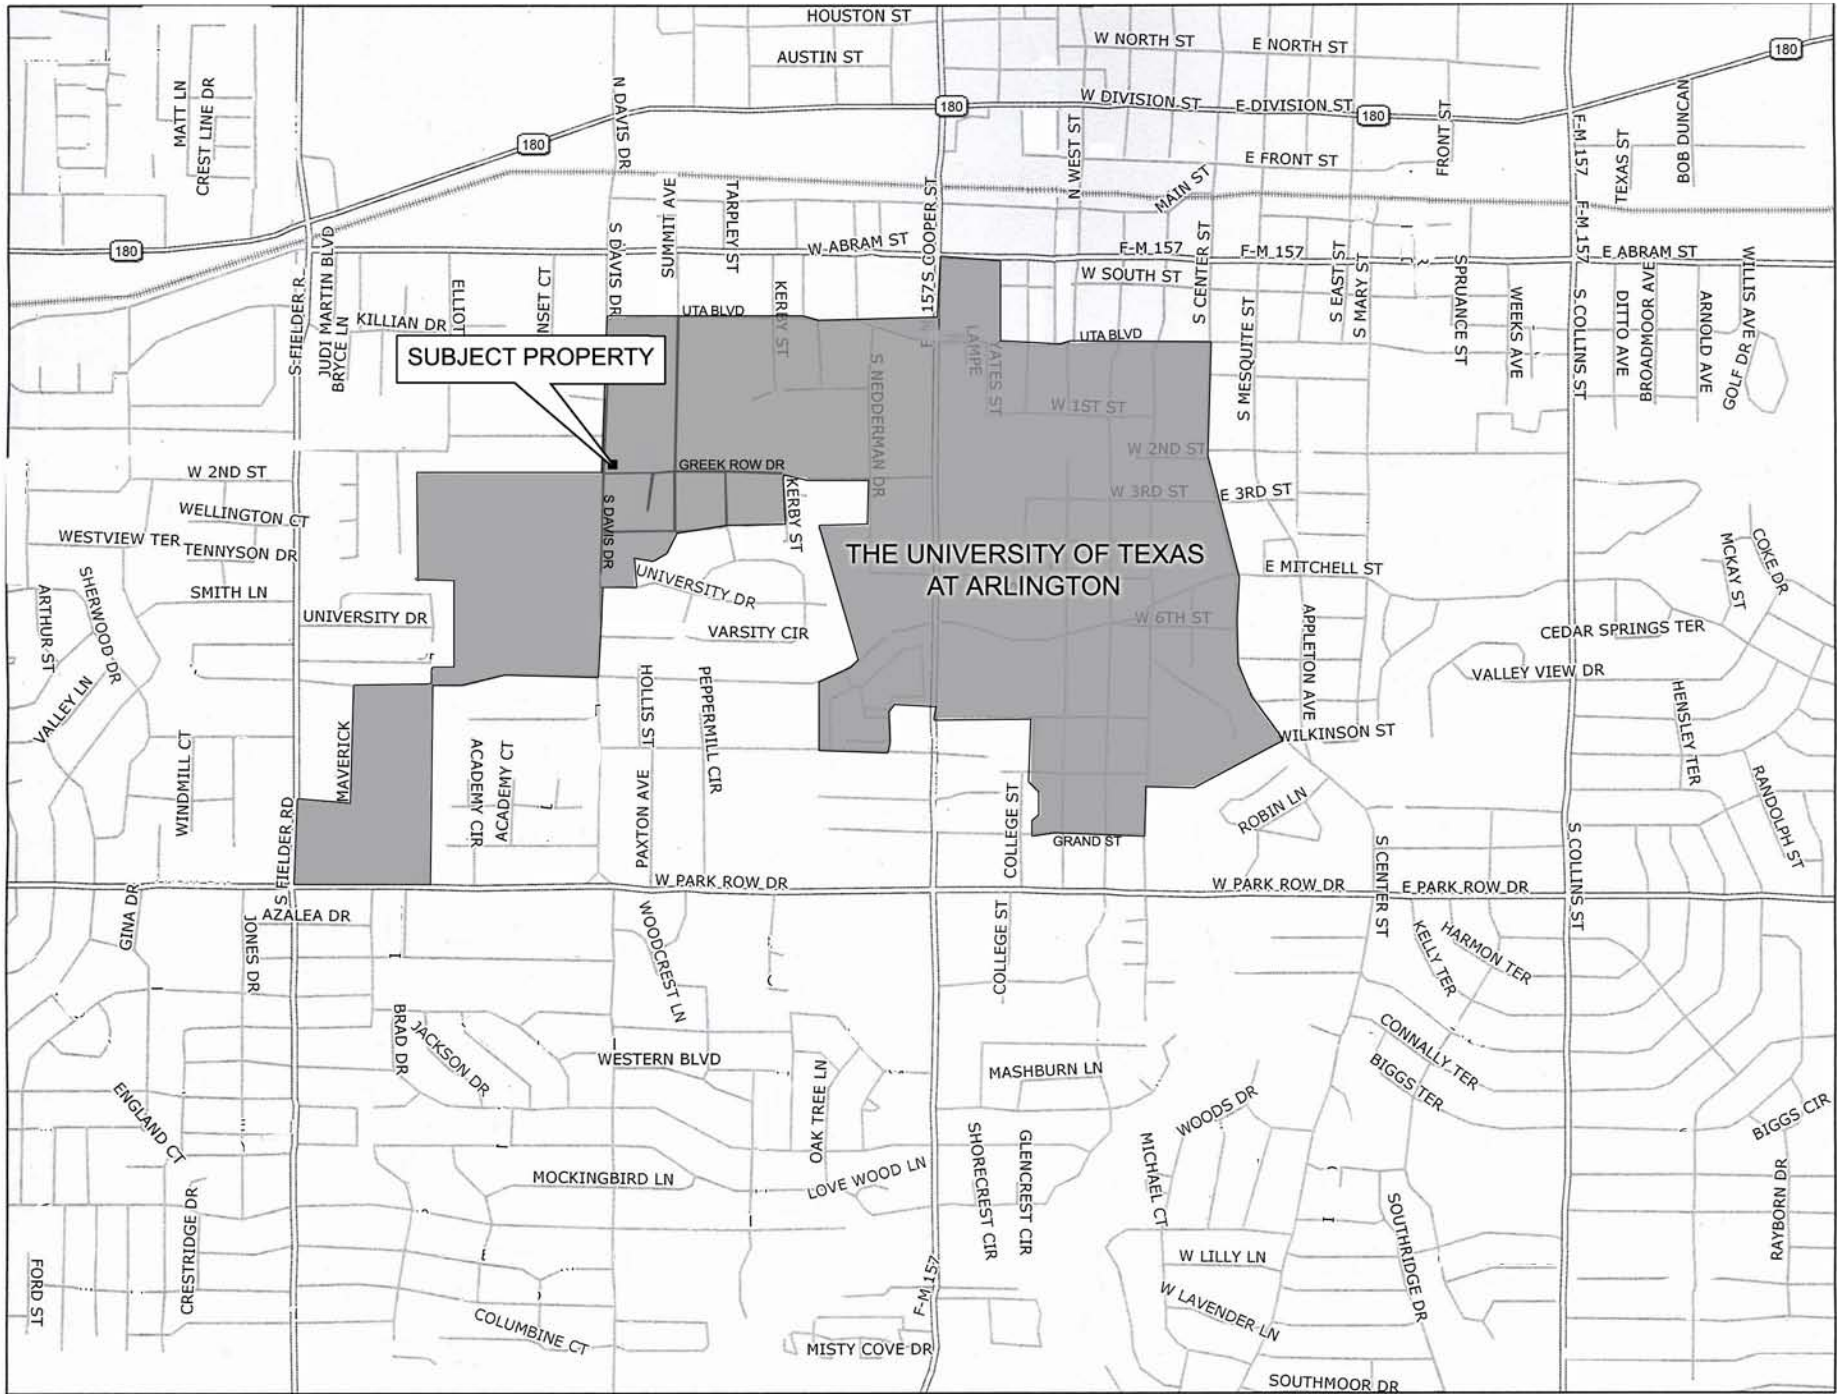 HOUSTON ST
W NORTH ST
E NORTH ST
180
AUSTIN ST
MATT LN
CREST LINE DR
N DAVIS DR
180
W DIVISION ST
E DIVISION ST
180
180
FRONT ST
F-M 157
TEXAS ST
BOB DUNCAN
N WEST ST
E FRONT ST
MAIN ST
SUMMIT AVE
TARPLEY ST
157 S COOPER ST
F-M 157
180
JUDI MARTIN BLVD
S DAVIS DR
W ABRAM ST
F-M 157
F-M 157
E ABRAM ST
S CENTER ST
S EAST ST
S MARY ST
SPRUANCE ST
WILLIS AVE
W SOUTH ST
S FIELDER R
BRYCE LN
KILLIAN DR
ELLIOT
NSET CT
UTA BLVD
KERBY ST
LAMPE
YATES ST
UTA BLVD
S MESQUITE ST
WEEKS AVE
S COLLINS ST
DITTO AVE
BROADMOOR AVE
ARNOLD AVE
GOLF DR
SUBJECT PROPERTY
S NEDDERMAN DR
W 1ST ST
W 2ND ST
W 2ND ST
GREEK ROW DR
W 3RD ST
E 3RD ST
WELLINGTON CT
S DAVIS DR
KERBY ST
WESTVIEW TER
TENNYSON DR
THE UNIVERSITY OF TEXAS
AT ARLINGTON
MCKAY ST
COKE DR
E MITCHELL ST
ARTHUR ST
SHERWOOD DR
SMITH LN
UNIVERSITY DR
UNIVERSITY DR
VARSITY CIR
W 6TH ST
APPLETON AVE
CEDAR SPRINGS TER
VALLEY VIEW DR
VALLEY LN
HOLLIS ST
PEPPERMILL CIR
HENSLEY TER
WINDMILL CT
MAVERICK
ACADEMY CIR
ACADEMY CT
WILKINSON ST
PAXTON AVE
RANDOLPH ST
S FIELDER RD
COLLEGE ST
ROBIN LN
GRAND ST
S CENTER ST
S COLLINS ST
W PARK ROW DR
W PARK ROW DR
E PARK ROW DR
GINA DR
JONES DR
AZALEA DR
WOODCREST LN
COLLEGE ST
KELLY TER
HARMON TER
BRAD DR
JACKSON DR
WESTERN BLVD
OAK TREE LN
MASHBURN LN
CONNALLY TER
BIGGS TER
WOODS DR
BIGGS CIR
ENGLAND CT
SHORECREST CIR
GLENCREST CIR
MICHAEL CT
MOCKINGBIRD LN
LOVE WOOD LN
CRESTRIDGE DR
SOUTHRIDGE DR
RAYBORN DR
FORD ST
F-M 157
W LILLY LN
W LAVENDER LN
COLUMBINE CT
MISTY COVE DR
SOUTHMOOR DR